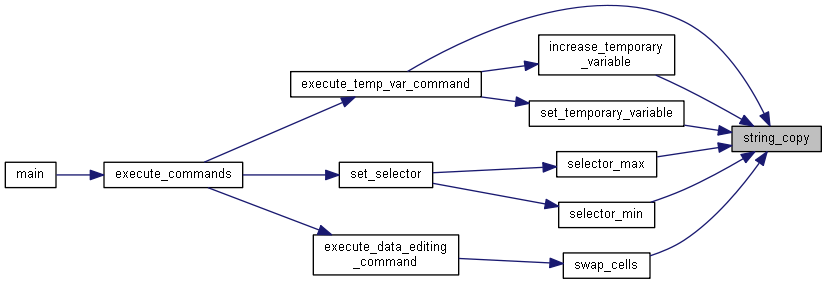 main
execute_commands
execute_temp_var_command
increase_temporary
_variable
set_temporary_variable
set_selector
selector_max
selector_min
execute_data_editing
_command
swap_cells
string_copy